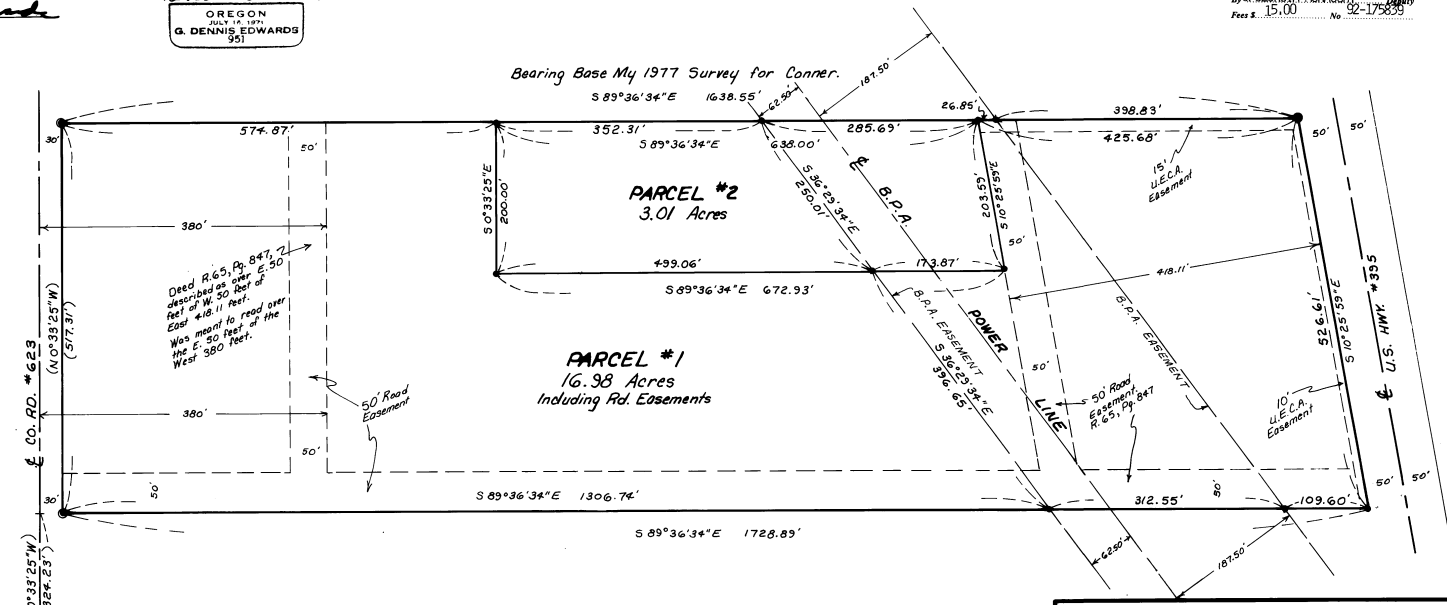 OREGON
JULY 16, 1971
G. DENNIS EDWARDS
951
Deputy
Fees $ 15.00 No 92-175839
Bearing Base My 1977 Survey for Conner.
S 89°36'34"E 1638.55'
62.50'
187.50'
26.85'
398.83'
30'
574.87'
352.31'
285.69'
425.68'
50'
50'
50'
S 89°36'34"E 638.00'
15'
U.E.C.A.
Easement
S 0°33'25"E
200.00'
PARCEL #2
3.01 Acres
S 36°29'34"E
250.01'
℄ B.P.A.
203.59'
50'
380'
Deed R.65, Pg. 847,
described as over E. 50
feet of W. 50 feet of
East 418.11 feet.
Was meant to read over
the E. 50 feet of the
West 380 feet.
499.06'
173.87'
S 89°36'34"E 672.93'
418.11'
(N 0°33'25"W)
(517.31')
℄ CO. RD. #623
PARCEL #1
16.98 Acres
Including Rd. Easements
B.P.A. EASEMENT
S 36°29'34"E
396.65'
POWER
LINE
B.P.A. EASEMENT
526.61'
S 10°25'59"E
℄ U.S. HWY. #395
50'
50' Road
Easement
R.65, Pg. 847
10'
U.E.C.A.
Easement
380'
50' Road
Easement
50'
50'
30'
S 89°36'34"E 1306.74'
312.55'
50'
109.60'
50'
50'
S 89°36'34"E 1728.89'
62.50'
187.50'
0°33'25"W)
324.23')